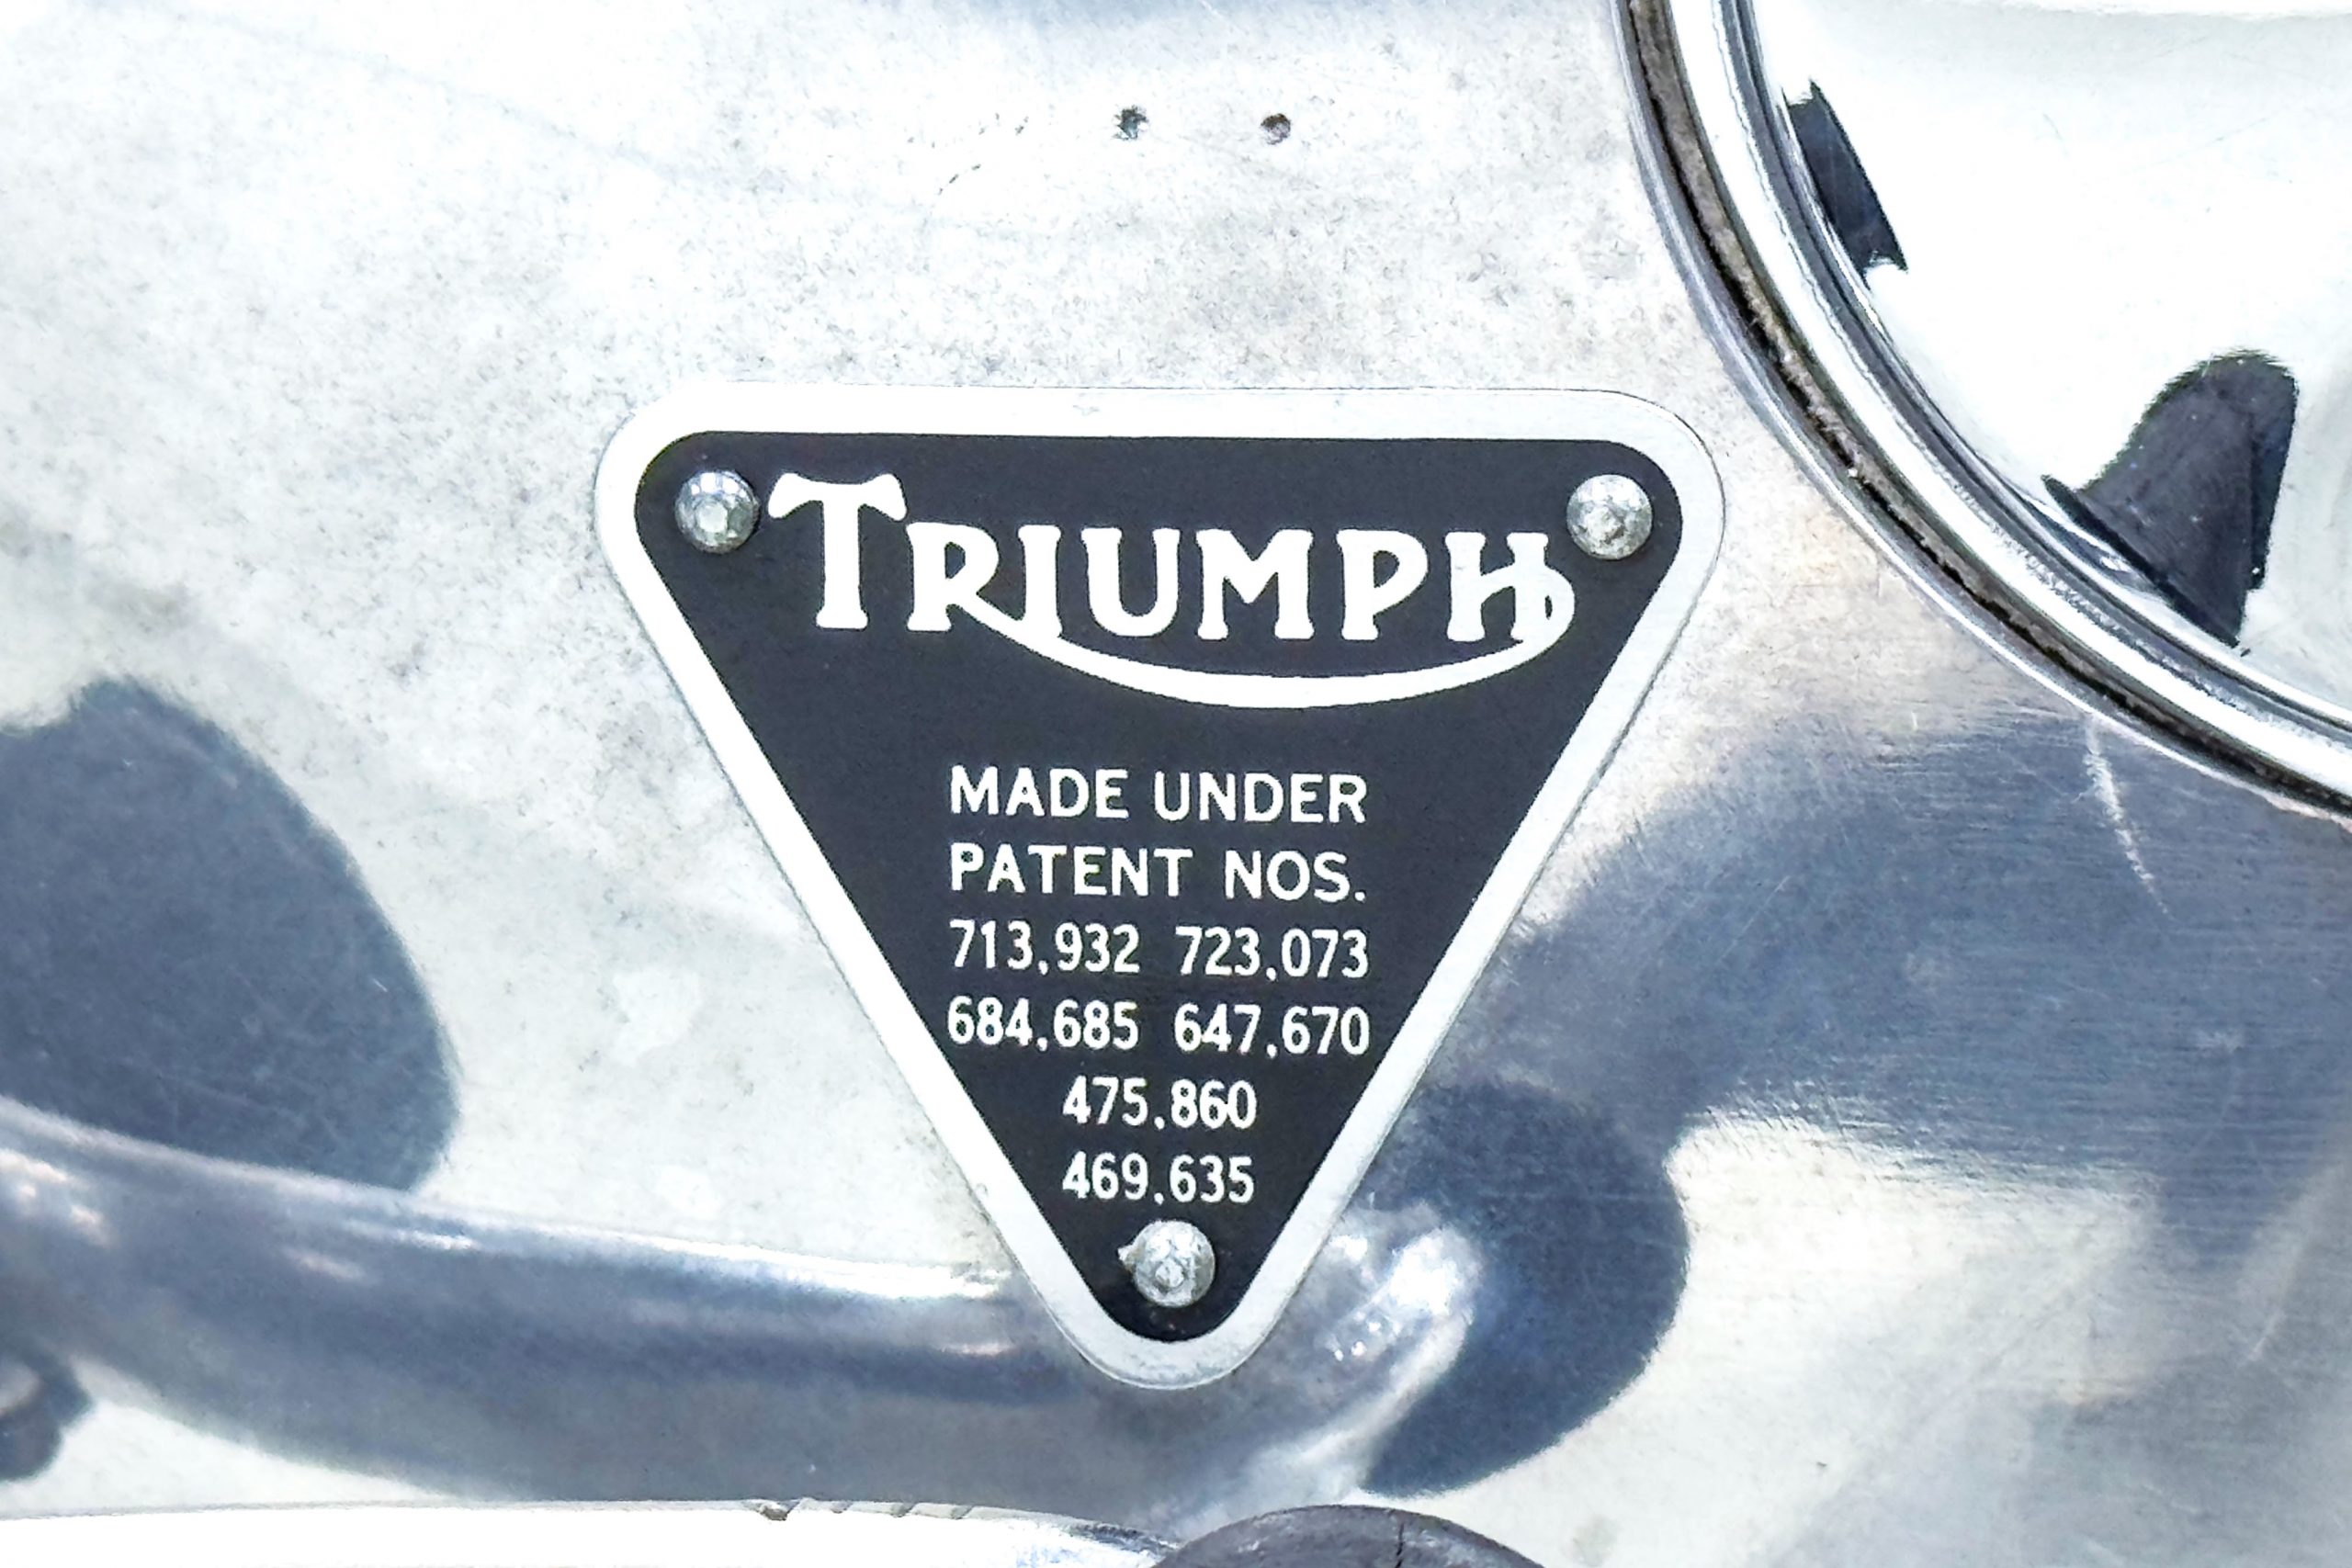 TRIUMPH
MADE UNDER
PATENT NOS.
713,932 723,073
684,685 647,670
475,860
469,635